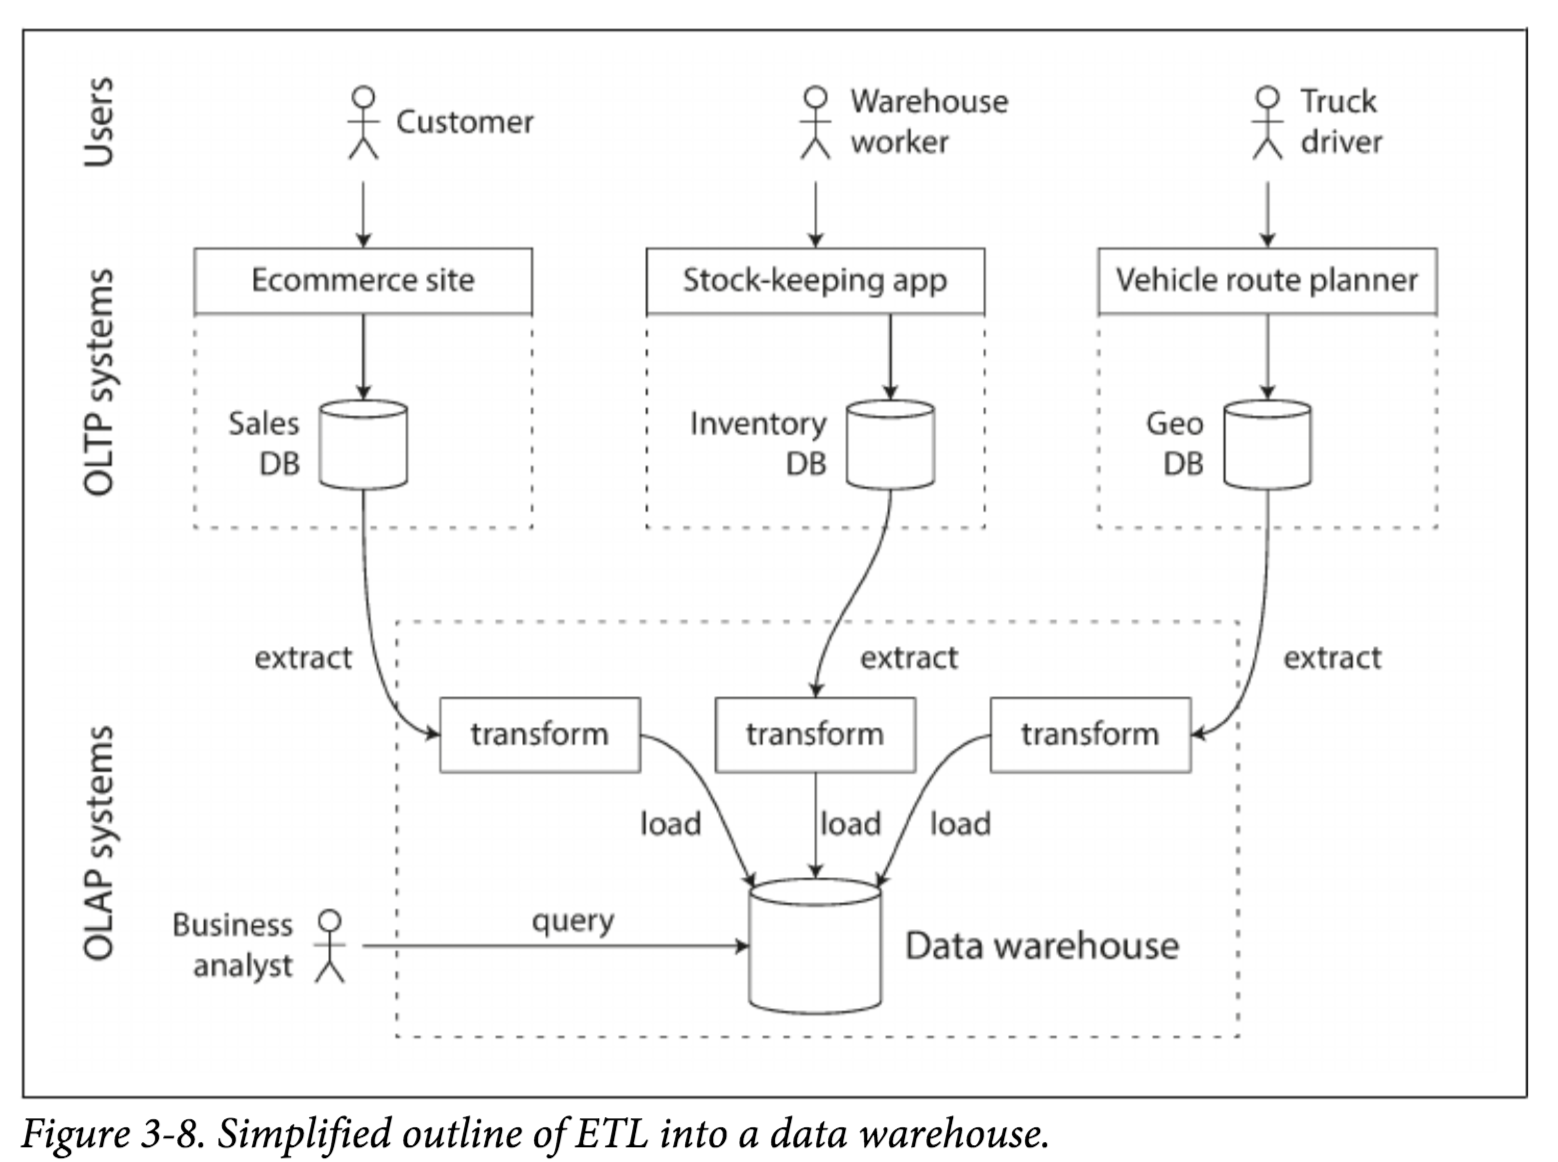 Users
Customer
Warehouse
worker
Truck
driver
OLTP systems
Ecommerce site
Stock-keeping app
Vehicle route planner
Sales
DB
Inventory
DB
Geo
DB
extract
extract
extract
OLAP systems
transform
transform
transform
load
load
load
Business
analyst
query
Data warehouse
Figure 3-8. Simplified outline of ETL into a data warehouse.